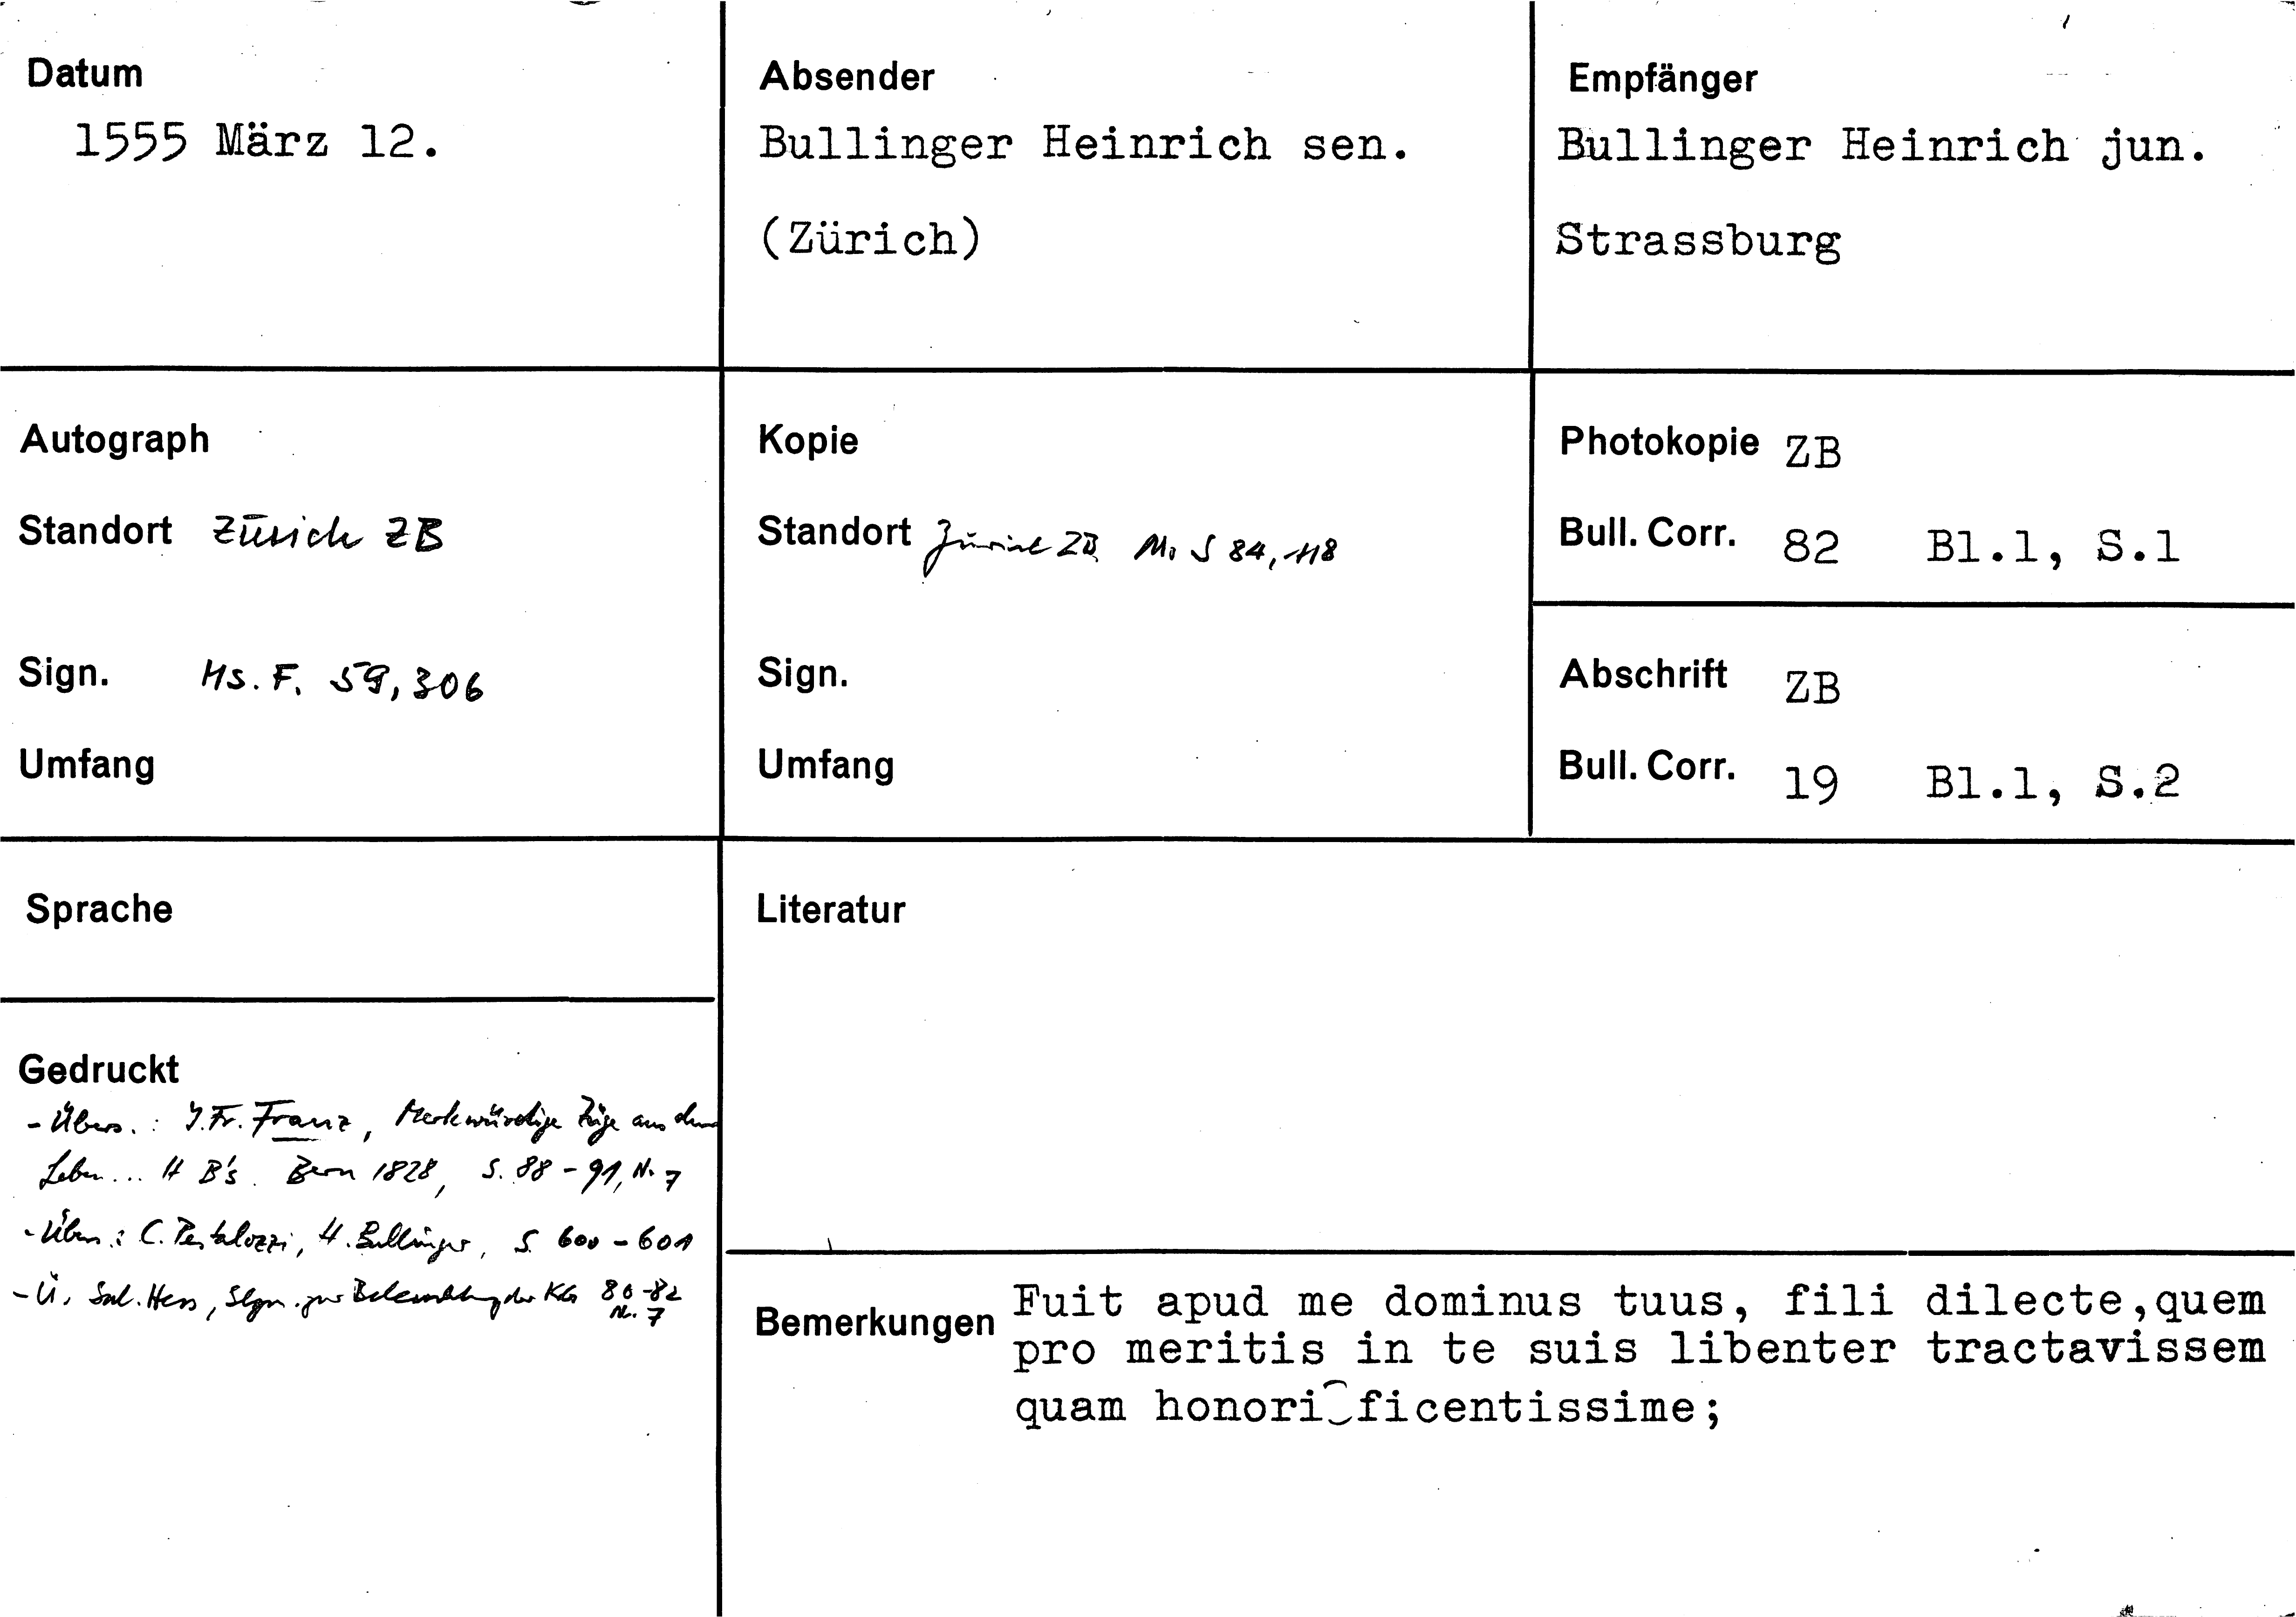 Datum
1555 März 12.
Absender
Bullinger Heinrich sen.
(Zürich)
Empfänger
Bullinger Heinrich jun.
Strassburg
Autograph
Standort Zürich ZB
Sign. Hs. F. 59, 306
Umfang
Kopie
Standort Zürich ZB Ms S 84, 118
Sign.
Umfang
Photokopie ZB
Bull. Corr. 82 Bl.1, S.1
Abschrift ZB
Bull. Corr. 19 Bl.1, S.2
Sprache
Gedruckt
- Übers.: J. Fr. Franz, Merkwürdige Züge aus dem
Leben... H B's. Bern 1828, S. 88-91, Nr. 7
- Übers.: C. Pestalozzi, H. Bullinger, S. 600-601
- Ü. Sal. Hess, Slgn. zur Beleuchtung der KG 80-82
Nr. 7
Literatur
Bemerkungen Fuit apud me dominus tuus, fili dilecte,quem
pro meritis in te suis libenter tractavissem
quam honorificentissime;